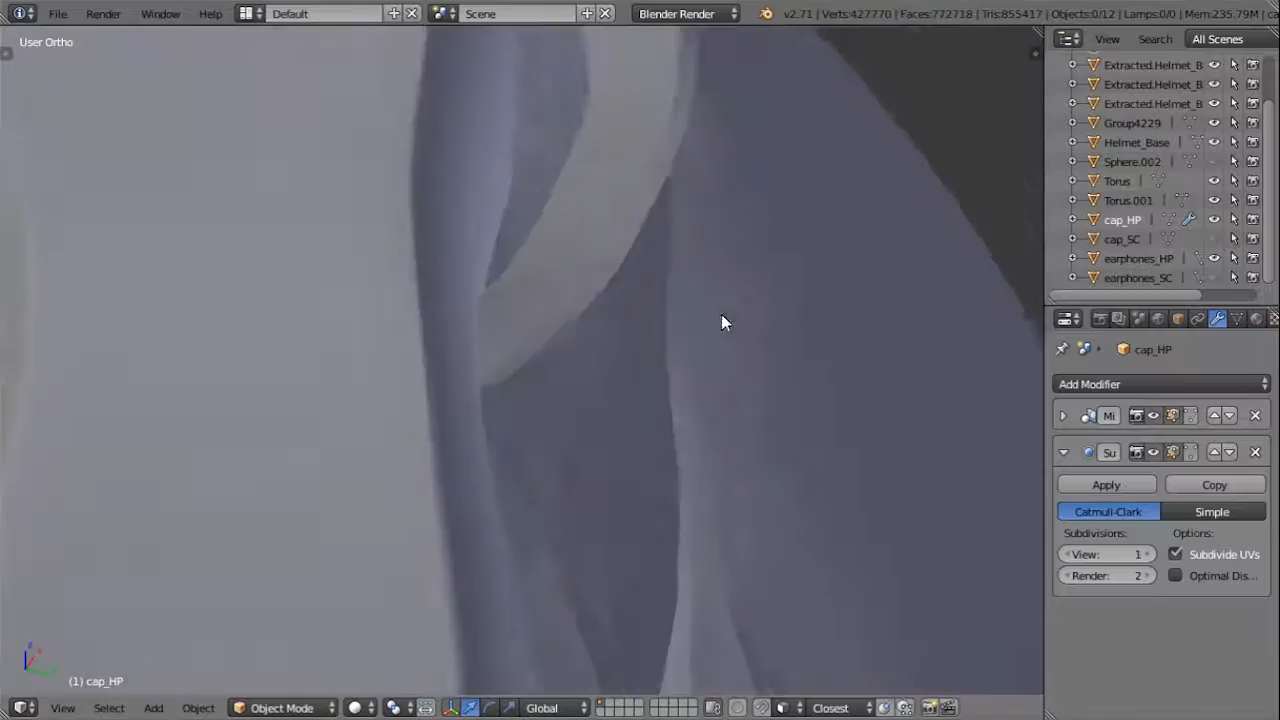 File Render Window Help Default Scene Blender Render v2.71 | Verts:427770 | Faces:772718 | Tris:855417 | Objects:0/12 | Lamps:0/0 | Mem:235.79M |
User Ortho
View Search All Scenes
Extracted.Helmet_B
Extracted.Helmet_B
Extracted.Helmet_B
Group4229
Helmet_Base
Sphere.002
Torus
Torus.001
cap_HP
cap_SC
earphones_HP
earphones_SC
cap_HP
Add Modifier
Mi
Su
Apply Copy
Catmull-Clark Simple
Subdivisions: Options:
View: 1 Subdivide UVs
Render: 2 Optimal Dis...
(1) cap_HP
View Select Add Object Object Mode Global Closest